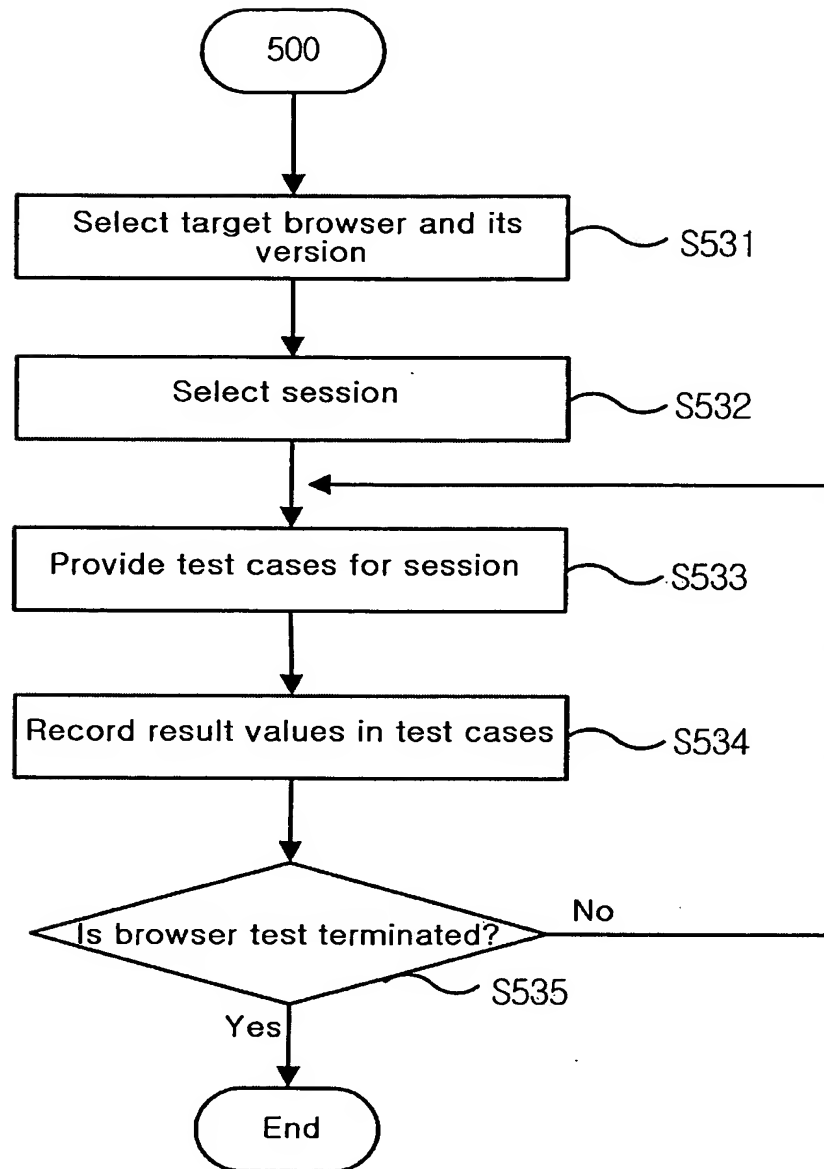 500
Select target browser and its
version
S531
Select session
S532
Provide test cases for session
S533
Record result values in test cases
S534
Is browser test terminated?
No
S535
Yes
End